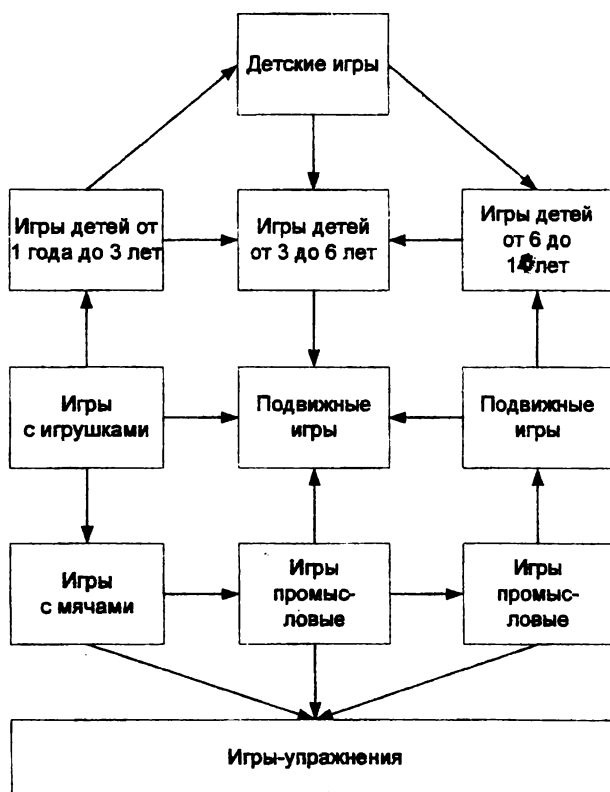 Детские игры
Игры детей от
1 года до 3 лет
Игры детей
от 3 до 6 лет
Игры детей
от 6 до
лет
Игры
с игрушками
Подвижные
игры
Подвижные
игры
Игры
с мячами
Игры
промыс-
ловые
Игры
промыс-
ловые
Игры-упражнения